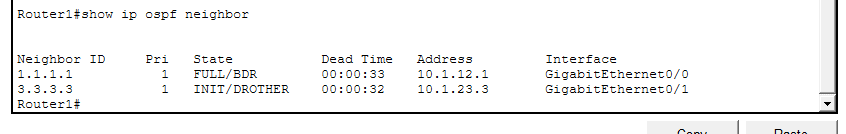 Router1#show ip ospf neighbor
Neighbor ID     Pri   State           Dead Time   Address         Interface
1.1.1.1           1   FULL/BDR        00:00:33    10.1.12.1       GigabitEthernet0/0
3.3.3.3           1   INIT/DROTHER    00:00:32    10.1.23.3       GigabitEthernet0/1
Router1#
Copy Paste